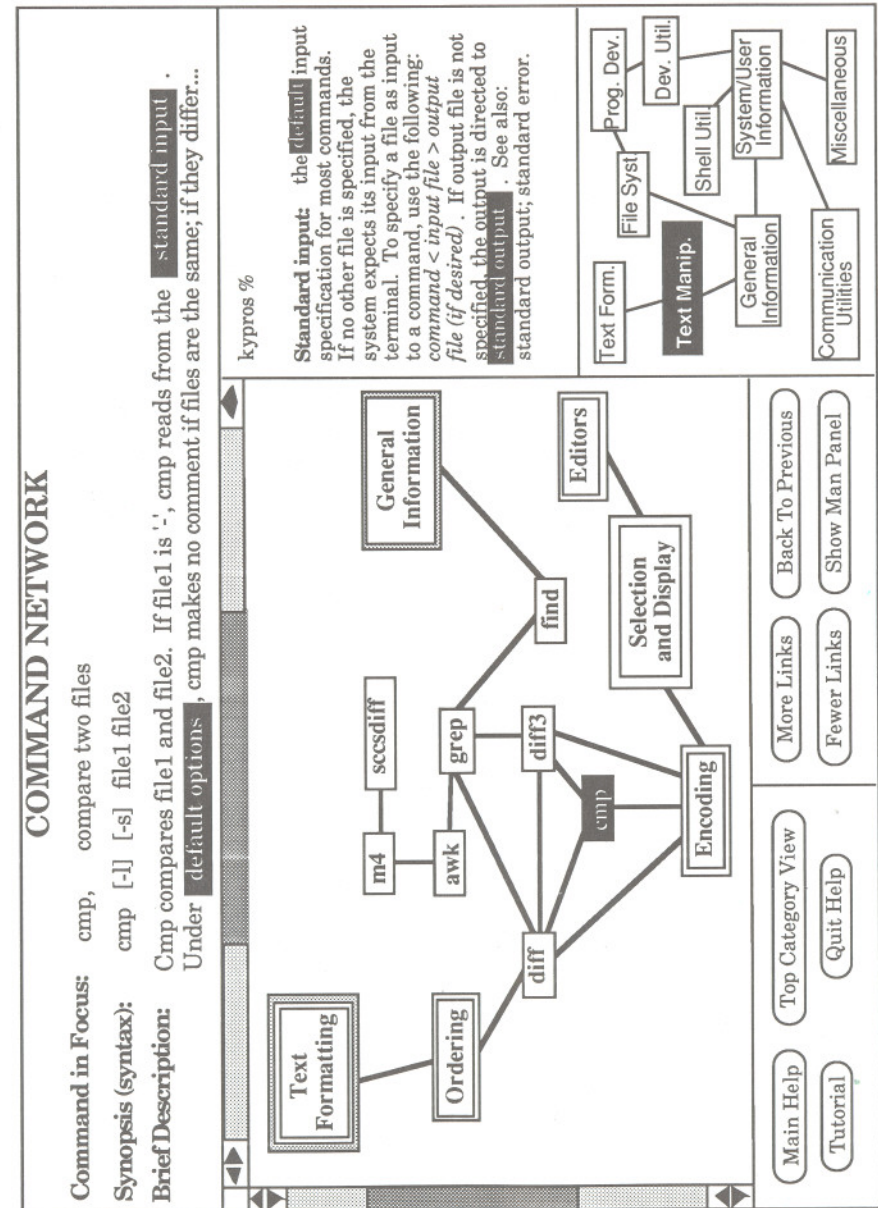 COMMAND NETWORK
Command in Focus: cmp, compare two files
Synopsis (syntax): cmp [-l] [-s] file1 file2
Brief Description: Cmp compares file1 and file2. If file1 is '-', cmp reads from the standard input .
Under default options , cmp makes no comment if files are the same; if they differ...
Text
Formatting
Ordering
diff
m4
sccsdiff
awk
grep
diff3
cmp
find
General
Information
Encoding
Selection
and Display
Editors
kypros %
Standard input: the default input
specification for most commands.
If no other file is specified, the
system expects its input from the
terminal. To specify a file as input
to a command, use the following:
command < input file > output
file (if desired) . If output file is not
specified, the output is directed to
standard output . See also:
standard output; standard error.
Main Help
Top Category View
Tutorial
Quit Help
More Links
Back To Previous
Fewer Links
Show Man Panel
Text Form.
File Syst.
Prog. Dev.
Text Manip.
Shell Util.
Dev. Util.
General
Information
System/User
Information
Communication
Utilities
Miscellaneous